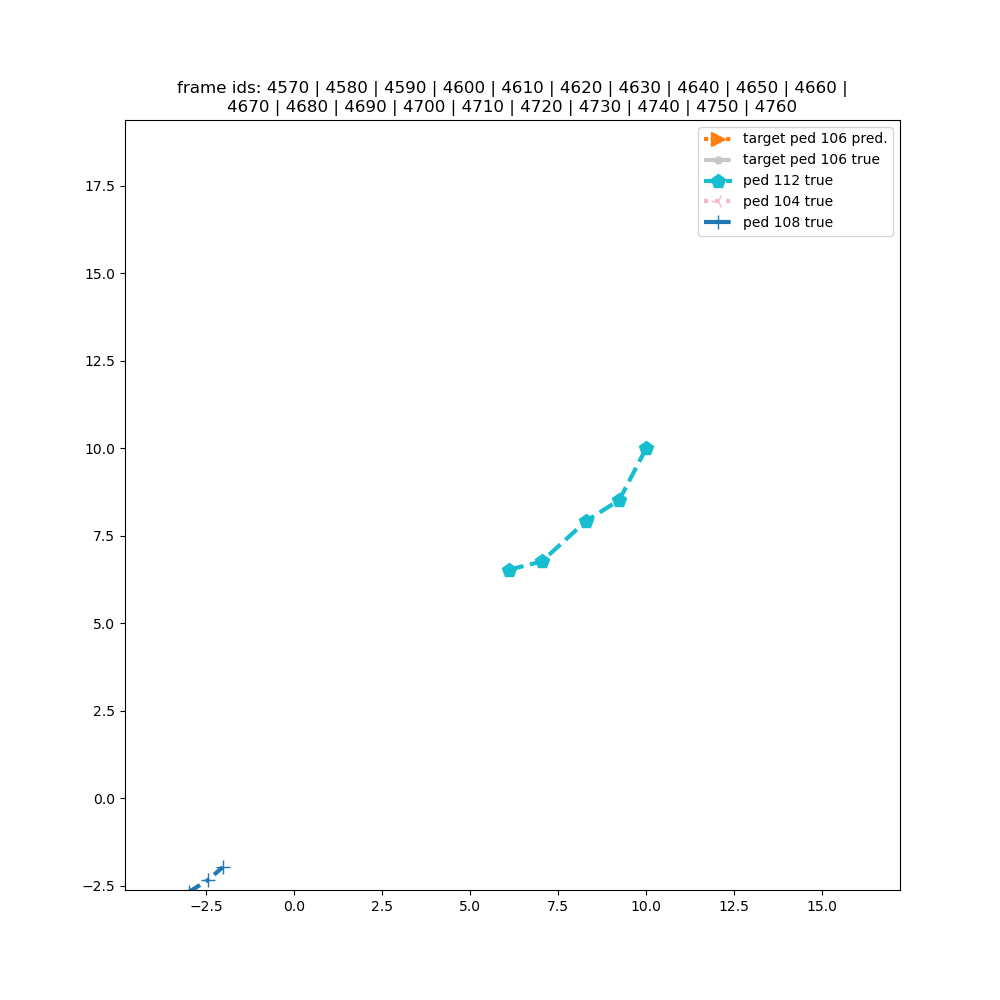 frame ids: 4570 | 4580 | 4590 | 4600 | 4610 | 4620 | 4630 | 4640 | 4650 | 4660 |
4670 | 4680 | 4690 | 4700 | 4710 | 4720 | 4730 | 4740 | 4750 | 4760
target ped 106 pred.
target ped 106 true
ped 112 true
ped 104 true
ped 108 true
17.5
15.0
12.5
10.0
7.5
5.0
2.5
0.0
−2.5
−2.5 0.0 2.5 5.0 7.5 10.0 12.5 15.0